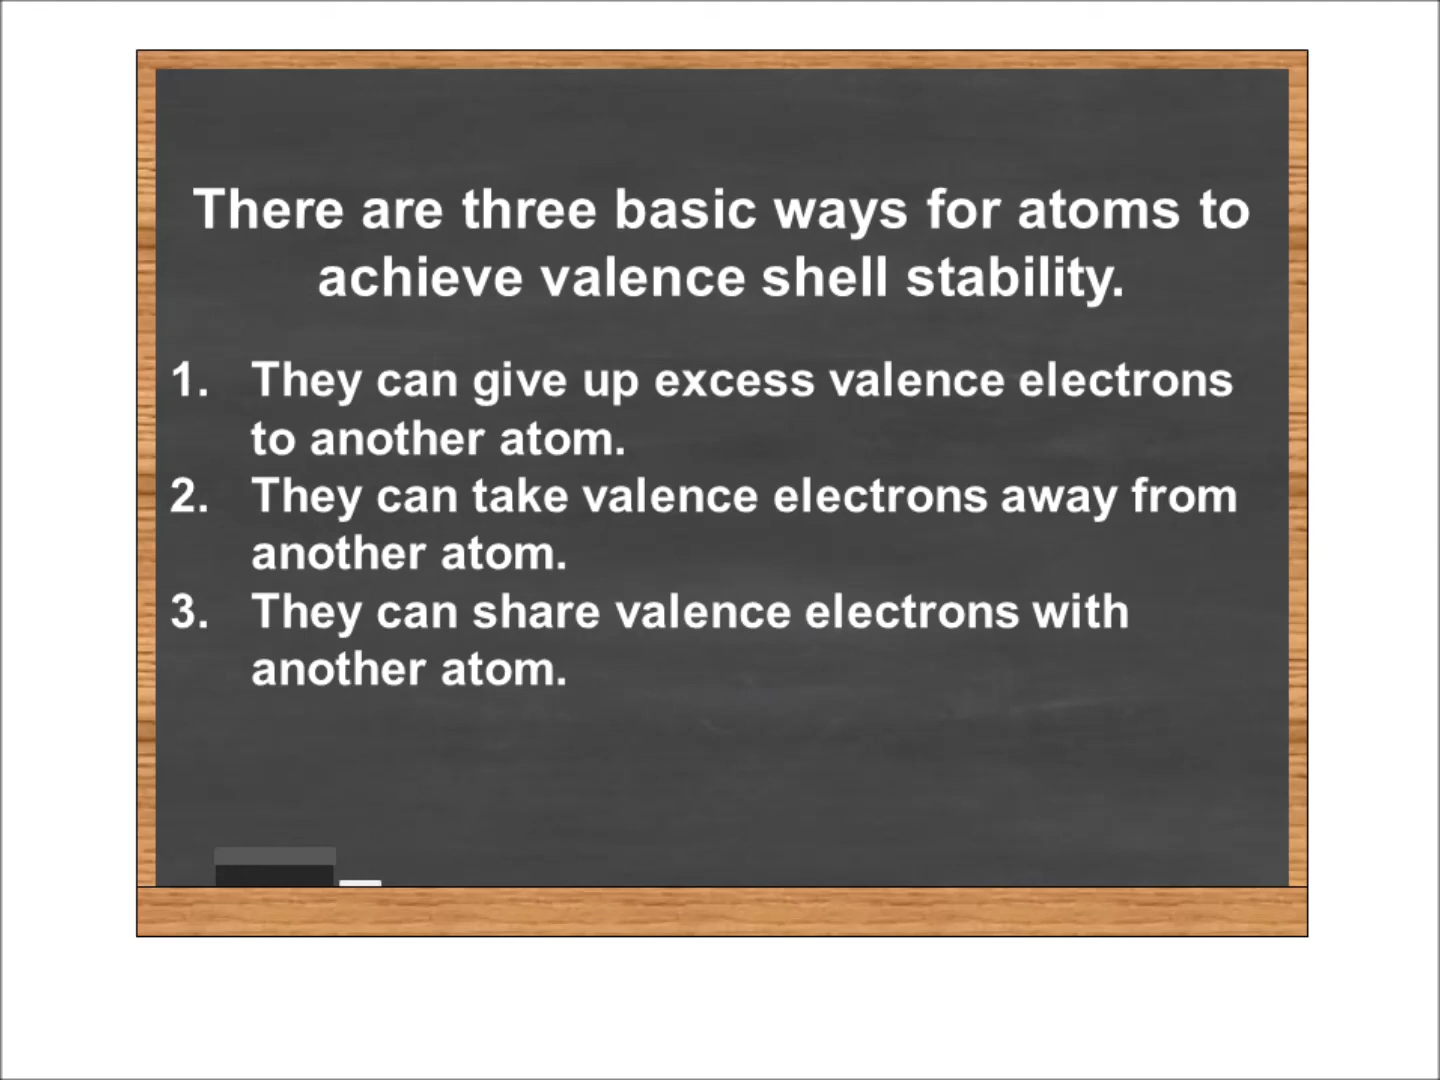 There are three basic ways for atoms to
achieve valence shell stability.
1. They can give up excess valence electrons
to another atom.
2. They can take valence electrons away from
another atom.
3. They can share valence electrons with
another atom.